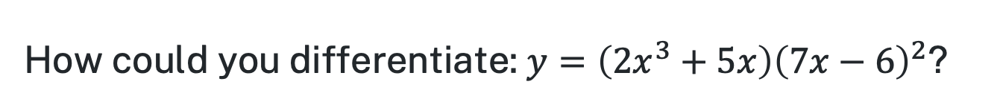 How could you differentiate: y = (2x³ + 5x)(7x − 6)²?